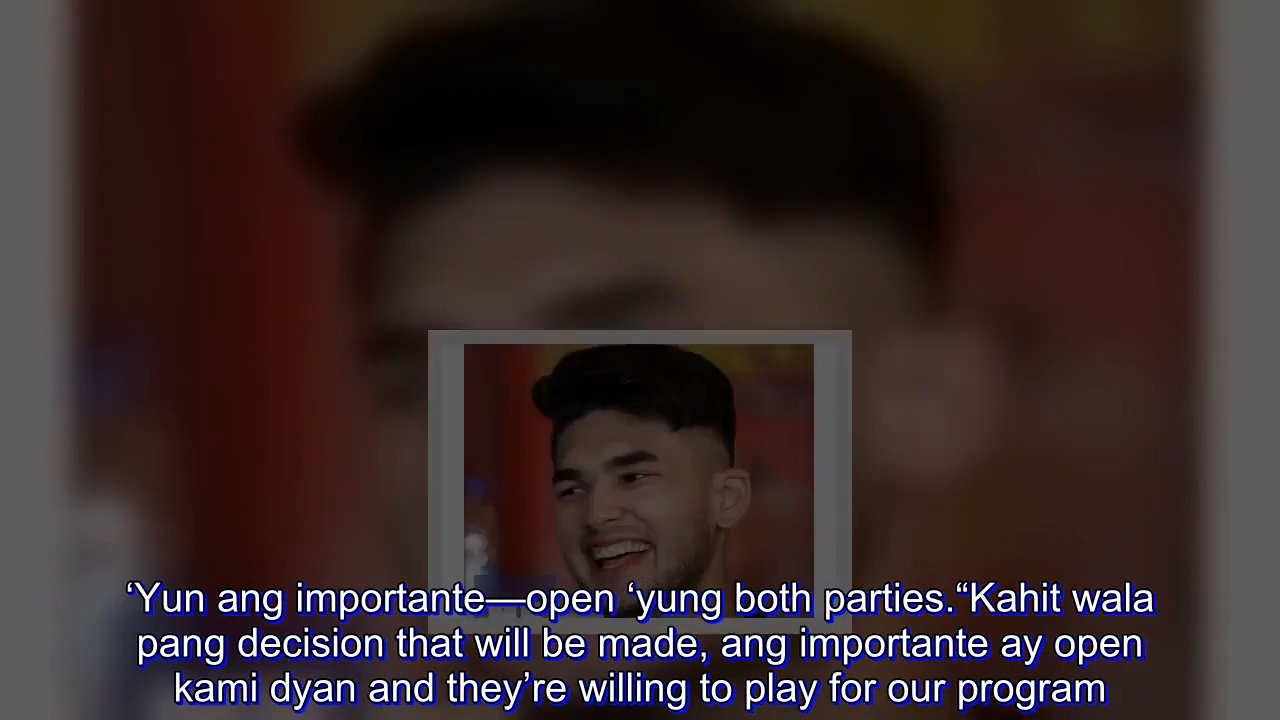 ‘Yun ang importante—open ‘yung both parties.“Kahit wala
pang decision that will be made, ang importante ay open
kami dyan and they’re willing to play for our program